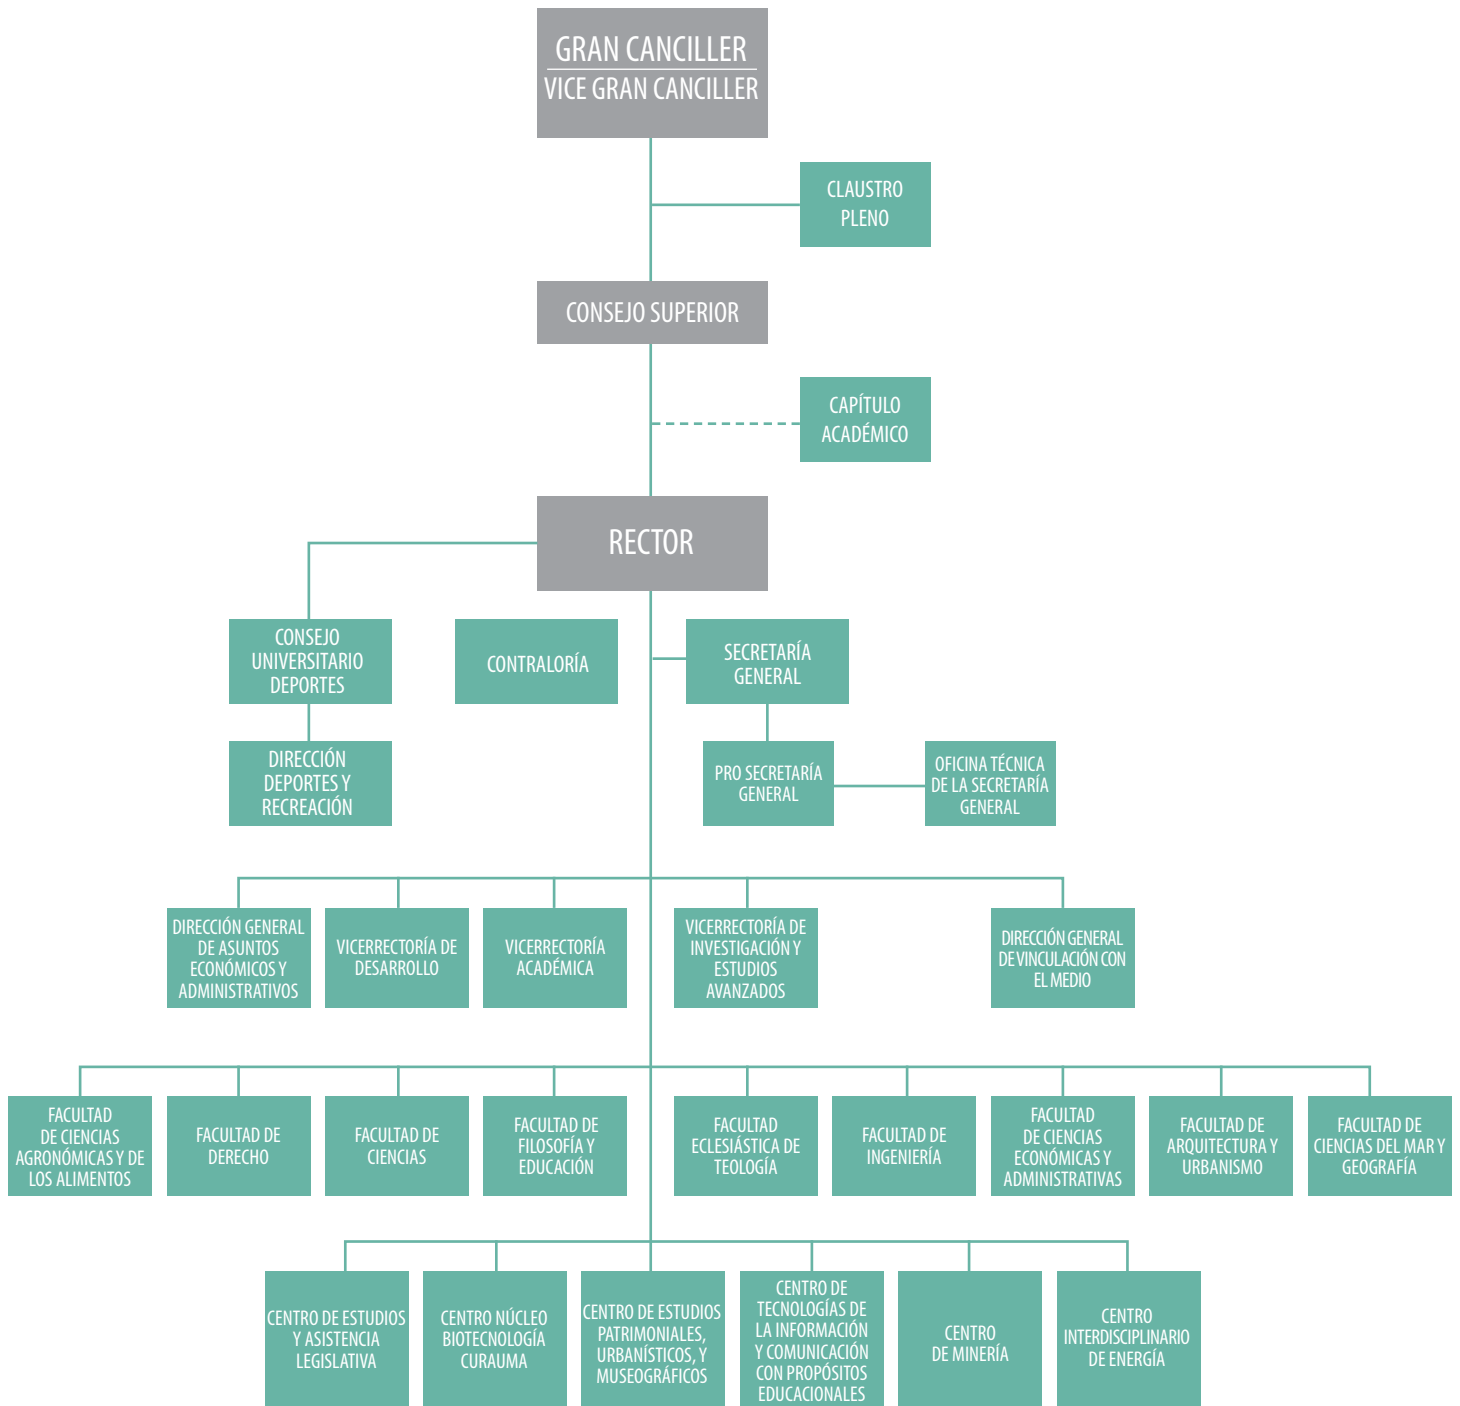 GRAN CANCILLER
VICE GRAN CANCILLER
CLAUSTRO
PLENO
CONSEJO SUPERIOR
CAPÍTULO
ACADÉMICO
RECTOR
CONSEJO
UNIVERSITARIO
DEPORTES
CONTRALORÍA
SECRETARÍA
GENERAL
DIRECCIÓN
DEPORTES Y
RECREACIÓN
PRO SECRETARÍA
GENERAL
OFICINA TÉCNICA
DE LA SECRETARÍA
GENERAL
DIRECCIÓN GENERAL
DE ASUNTOS
ECONÓMICOS Y
ADMINISTRATIVOS
VICERRECTORÍA DE
DESARROLLO
VICERRECTORÍA
ACADÉMICA
VICERRECTORÍA DE
INVESTIGACIÓN Y
ESTUDIOS
AVANZADOS
DIRECCIÓN GENERAL
DE VINCULACIÓN CON
EL MEDIO
FACULTAD
DE CIENCIAS
AGRONÓMICAS Y DE
LOS ALIMENTOS
FACULTAD DE
DERECHO
FACULTAD DE
CIENCIAS
FACULTAD DE
FILOSOFÍA Y
EDUCACIÓN
FACULTAD
ECLESIÁSTICA DE
TEOLOGÍA
FACULTAD DE
INGENIERÍA
FACULTAD
DE CIENCIAS
ECONÓMICAS Y
ADMINISTRATIVAS
FACULTAD DE
ARQUITECTURA Y
URBANISMO
FACULTAD DE
CIENCIAS DEL MAR Y
GEOGRAFÍA
CENTRO DE ESTUDIOS
Y ASISTENCIA
LEGISLATIVA
CENTRO NÚCLEO
BIOTECNOLOGÍA
CURAUMA
CENTRO DE ESTUDIOS
PATRIMONIALES,
URBANÍSTICOS, Y
MUSEOGRÁFICOS
CENTRO DE
TECNOLOGÍAS DE
LA INFORMACIÓN
Y COMUNICACIÓN
CON PROPÓSITOS
EDUCACIONALES
CENTRO
DE MINERÍA
CENTRO
INTERDISCIPLINARIO
DE ENERGÍA